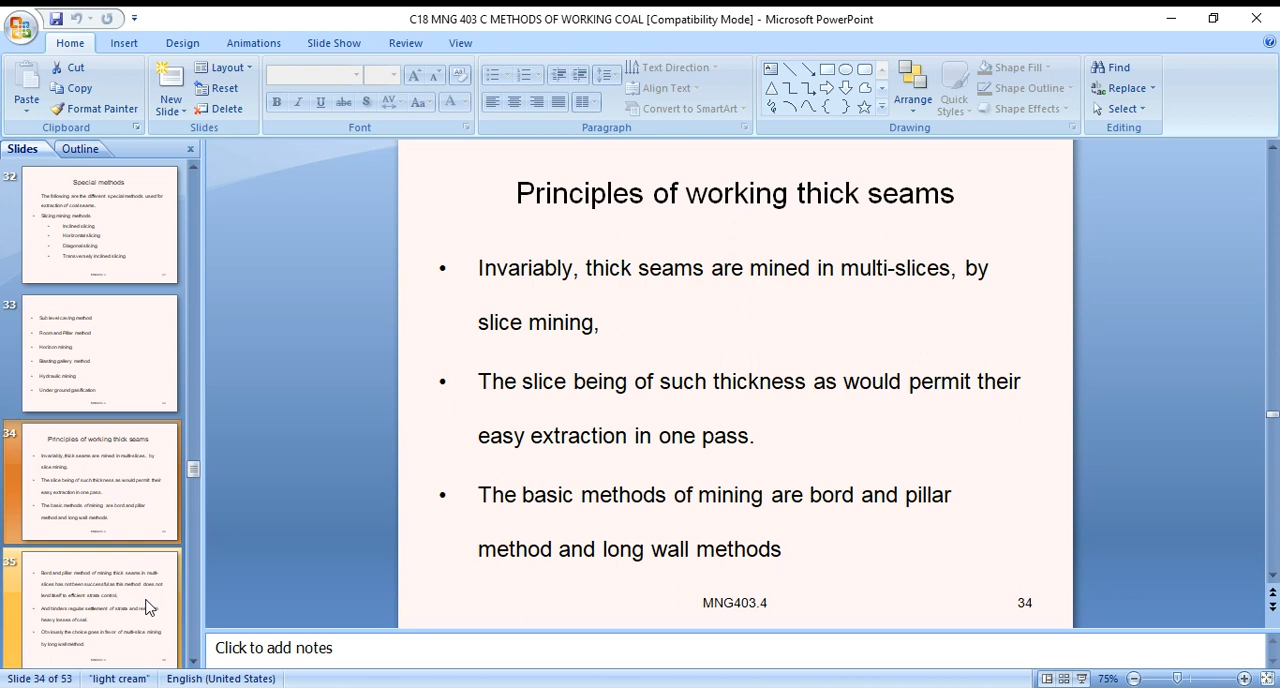 C18 MNG 403 C METHODS OF WORKING COAL [Compatibility Mode] - Microsoft PowerPoint
Home Insert Design Animations Slide Show Review View
Paste
Cut
Copy
Format Painter
Clipboard
New
Slide
Layout
Reset
Delete
Slides
B I U abc S AV Aa A
Font
Text Direction
Align Text
Convert to SmartArt
Paragraph
Arrange
Quick
Styles
Shape Fill
Shape Outline
Shape Effects
Drawing
Find
Replace
Select
Editing
Slides Outline
32
Special methods
The following are the different special methods used for
extraction of coal seams.
• Slicing mining methods
• Inclined slicing
• Horizontal slicing
• Diagonal slicing
• Transversely inclined slicing
33
• Sub level caving method
• Room and Pillar method
• Horizon mining
• Blasting gallery method
• Hydraulic mining
• Under ground gasification
34
Principles of working thick seams
• Invariably, thick seams are mined in multi-slices, by
slice mining,
• The slice being of such thickness as would permit their
easy extraction in one pass.
• The basic methods of mining are bord and pillar
method and long wall methods
35
• Bord and pillar method of mining thick seams in multi-
slices has not been successful as this method does not
lend itself to efficient strata control,
• And hinders regular settlement of strata and
heavy losses of coal.
• Obviously the choice goes in favor of multi-slice mining
by long wall method.
Principles of working thick seams
• Invariably, thick seams are mined in multi-slices, by
slice mining,
• The slice being of such thickness as would permit their
easy extraction in one pass.
• The basic methods of mining are bord and pillar
method and long wall methods
MNG403.4 34
Click to add notes
Slide 34 of 53 "light cream" English (United States) 75%